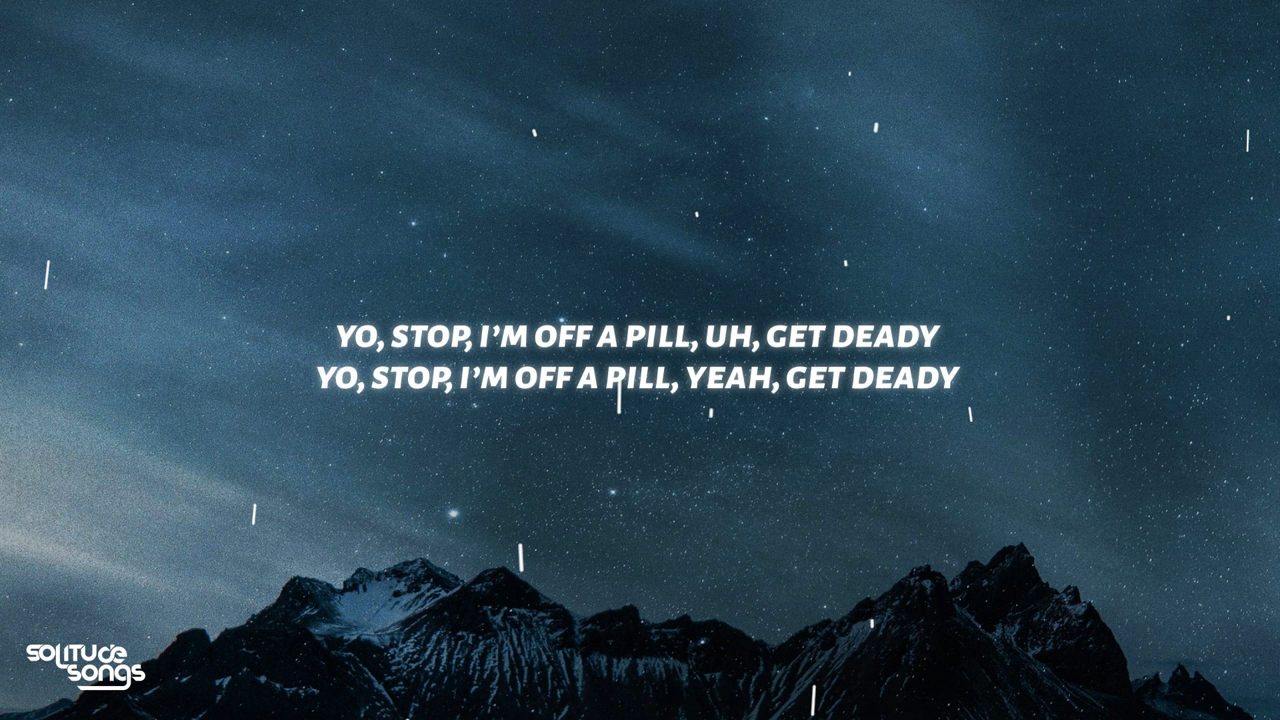 YO, STOP, I’M OFF A PILL, UH, GET DEADY
YO, STOP, I’M OFF A PILL, YEAH, GET DEADY
solitude
songs